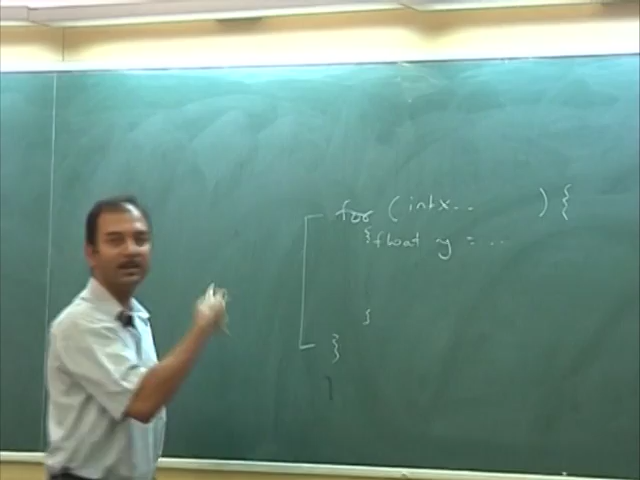 for (int x .. ) {
{ float y = ..
}
}